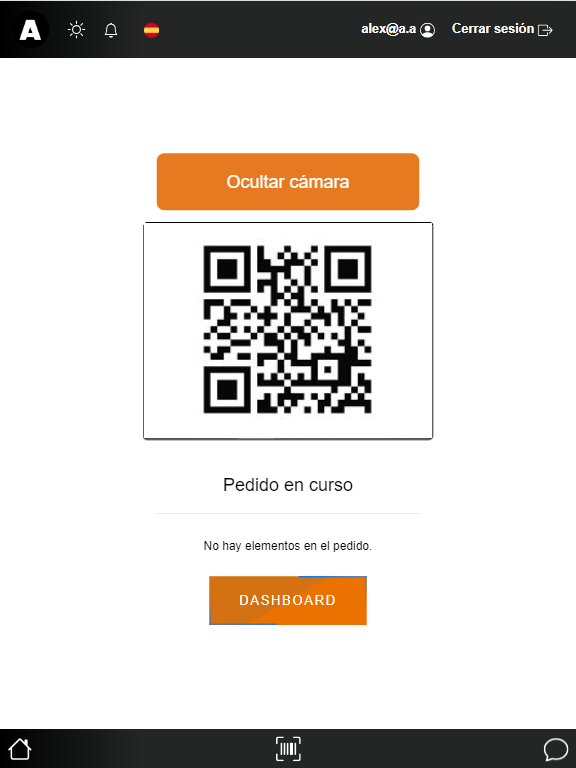 A
alex@a.a
Cerrar sesión
Ocultar cámara
Pedido en curso
No hay elementos en el pedido.
DASHBOARD